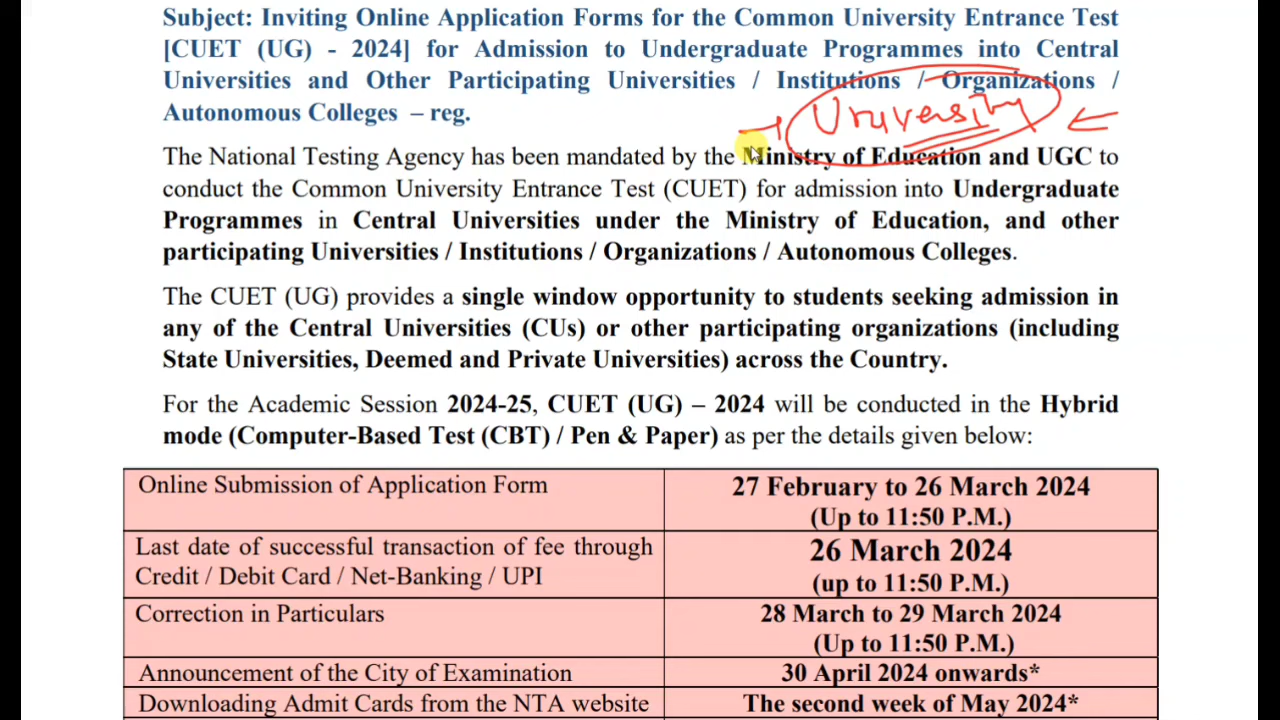 Subject: Inviting Online Application Forms for the Common University Entrance Test
[CUET (UG) - 2024] for Admission to Undergraduate Programmes into Central
Universities and Other Participating Universities / Institutions / Organizations /
Autonomous Colleges – reg.
University
The National Testing Agency has been mandated by the Ministry of Education and UGC to
conduct the Common University Entrance Test (CUET) for admission into Undergraduate
Programmes in Central Universities under the Ministry of Education, and other
participating Universities / Institutions / Organizations / Autonomous Colleges.
The CUET (UG) provides a single window opportunity to students seeking admission in
any of the Central Universities (CUs) or other participating organizations (including
State Universities, Deemed and Private Universities) across the Country.
For the Academic Session 2024-25, CUET (UG) – 2024 will be conducted in the Hybrid
mode (Computer-Based Test (CBT) / Pen & Paper) as per the details given below:
Online Submission of Application Form
27 February to 26 March 2024
(Up to 11:50 P.M.)
Last date of successful transaction of fee through
Credit / Debit Card / Net-Banking / UPI
26 March 2024
(up to 11:50 P.M.)
Correction in Particulars
28 March to 29 March 2024
(Up to 11:50 P.M.)
Announcement of the City of Examination
30 April 2024 onwards*
Downloading Admit Cards from the NTA website
The second week of May 2024*